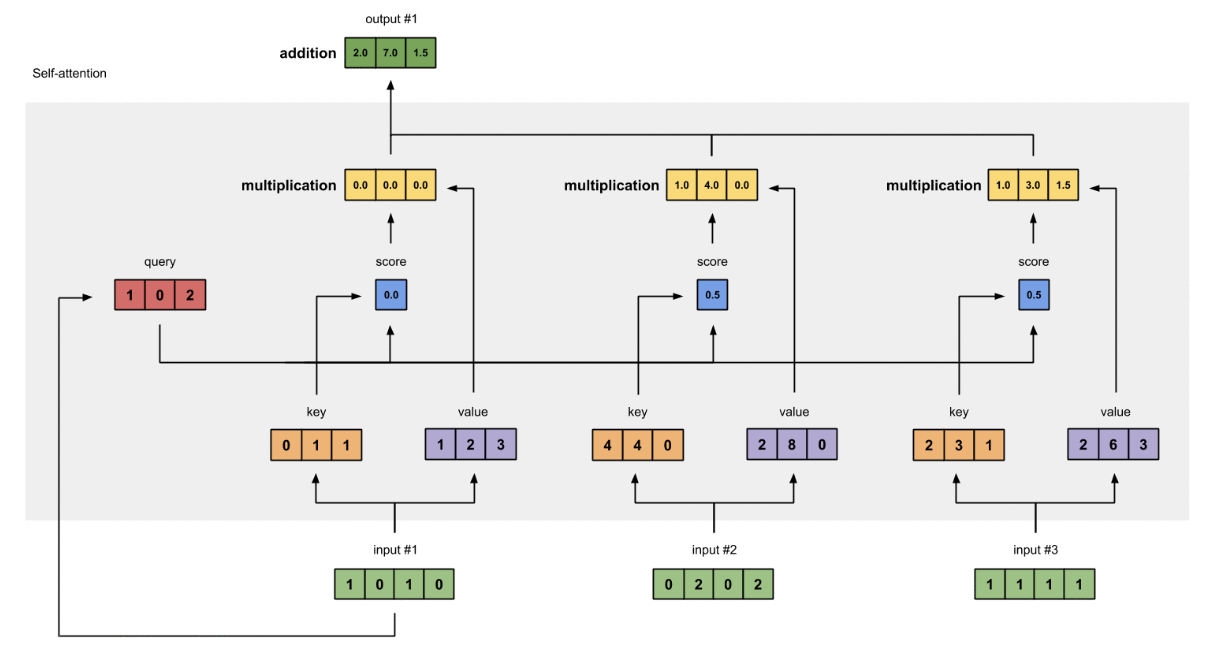 output #1
addition 2.0 7.0 1.5
Self-attention
multiplication 0.0 0.0 0.0 multiplication 1.0 4.0 0.0 multiplication 1.0 3.0 1.5
query score score score
1 0 2 0.0 0.5 0.5
key value key value key value
0 1 1 1 2 3 4 4 0 2 8 0 2 3 1 2 6 3
input #1 input #2 input #3
1 0 1 0 0 2 0 2 1 1 1 1